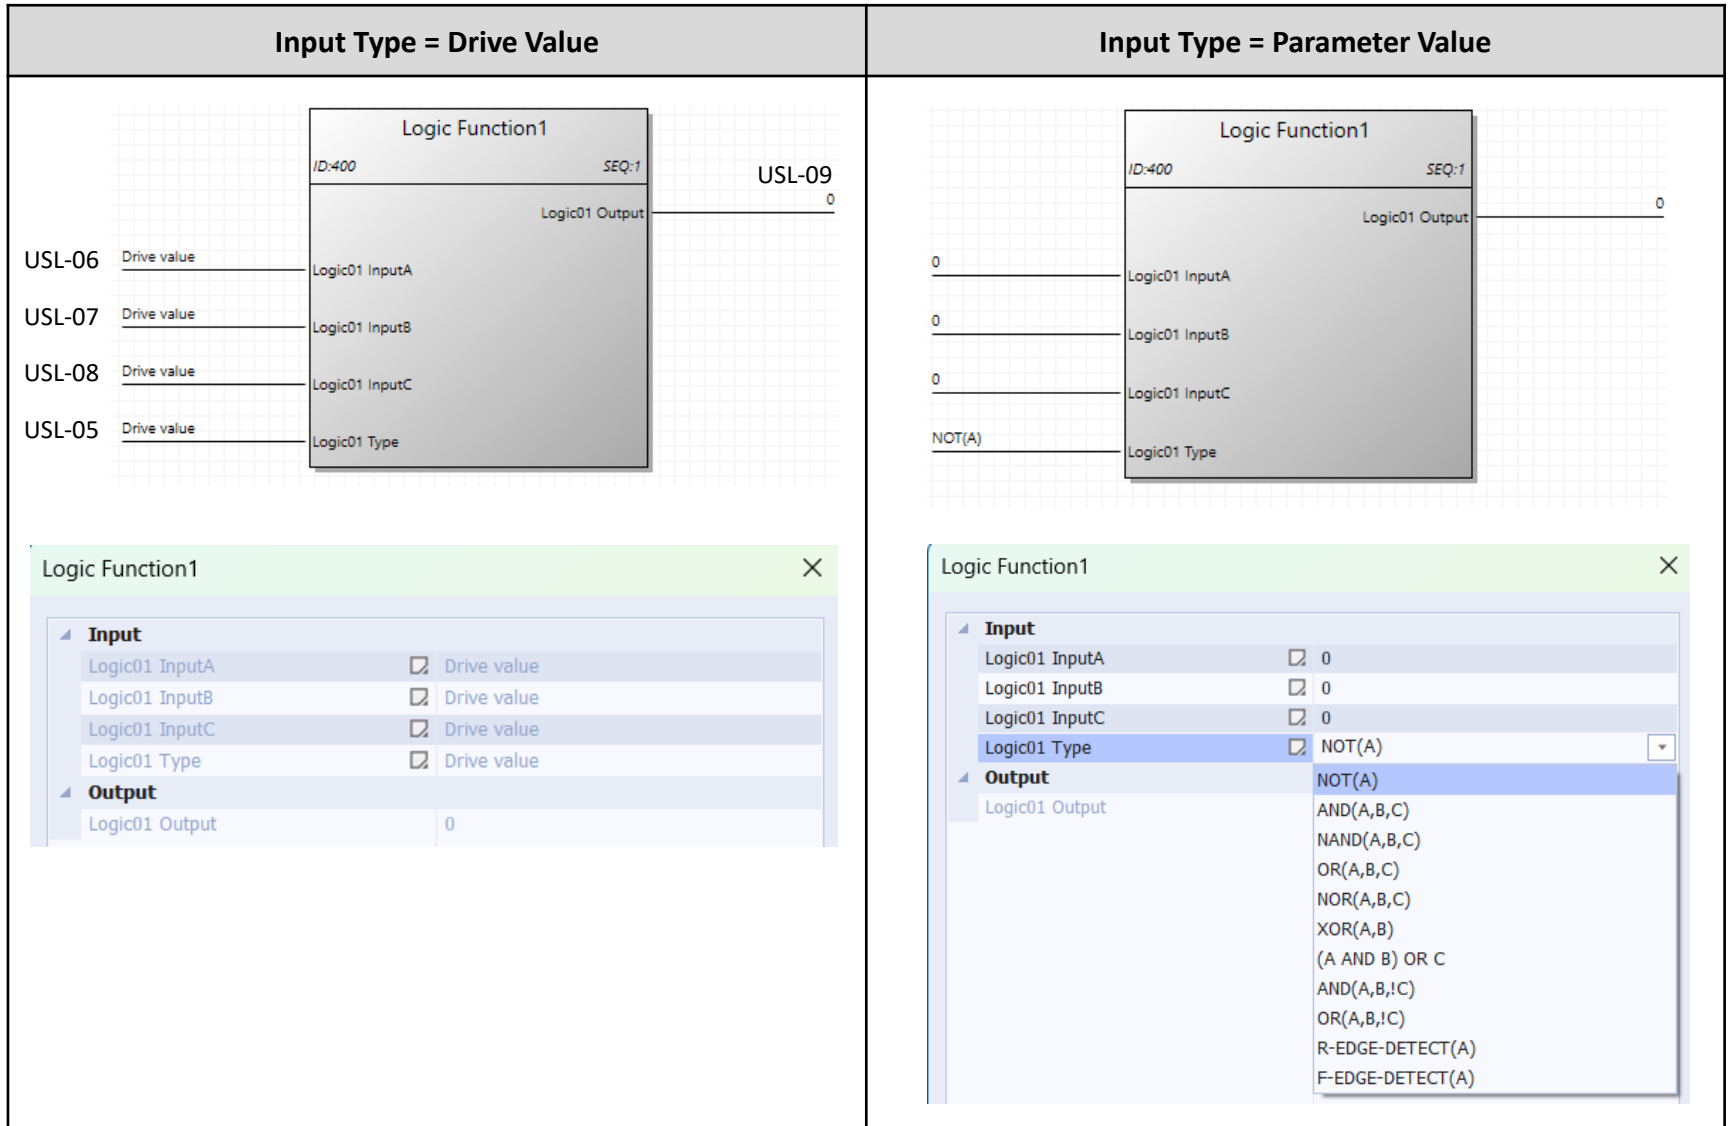 Input Type = Drive Value
Logic Function1
ID:400 SEQ:1
USL-09
0
Logic01 Output
USL-06 Drive value
Logic01 InputA
USL-07 Drive value
Logic01 InputB
USL-08 Drive value
Logic01 InputC
USL-05 Drive value
Logic01 Type
Logic Function1
Input
Logic01 InputA Drive value
Logic01 InputB Drive value
Logic01 InputC Drive value
Logic01 Type Drive value
Output
Logic01 Output 0
Input Type = Parameter Value
Logic Function1
ID:400 SEQ:1
0
Logic01 Output
0
Logic01 InputA
0
Logic01 InputB
0
Logic01 InputC
NOT(A)
Logic01 Type
Logic Function1
Input
Logic01 InputA 0
Logic01 InputB 0
Logic01 InputC 0
Logic01 Type NOT(A)
Output
Logic01 Output
NOT(A)
AND(A,B,C)
NAND(A,B,C)
OR(A,B,C)
NOR(A,B,C)
XOR(A,B)
(A AND B) OR C
AND(A,B,!C)
OR(A,B,!C)
R-EDGE-DETECT(A)
F-EDGE-DETECT(A)